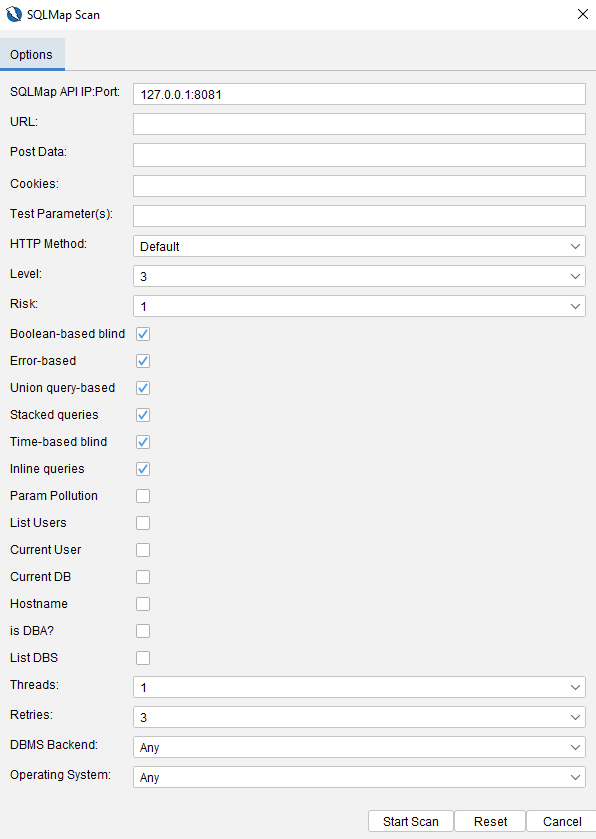 SQLMap Scan
Options
SQLMap API IP:Port: 127.0.0.1:8081
URL:
Post Data:
Cookies:
Test Parameter(s):
HTTP Method: Default
Level: 3
Risk: 1
Boolean-based blind
Error-based
Union query-based
Stacked queries
Time-based blind
Inline queries
Param Pollution
List Users
Current User
Current DB
Hostname
is DBA?
List DBS
Threads: 1
Retries: 3
DBMS Backend: Any
Operating System: Any
Start Scan Reset Cancel